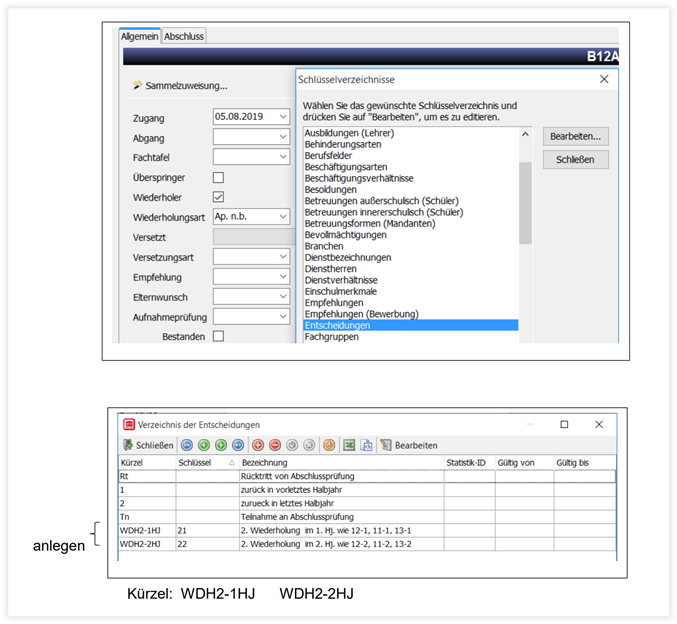 Allgemein Abschluss
B12A
Sammelzuweisung...
Zugang 05.08.2019
Abgang
Fachtafel
Überspringer
Wiederholer
Wiederholungsart Ap. n.b.
Versetzt
Versetzungsart
Empfehlung
Elternwunsch
Aufnahmeprüfung
Bestanden
Schlüsselverzeichnisse
Wählen Sie das gewünschte Schlüsselverzeichnis und
drücken Sie auf "Bearbeiten", um es zu editieren.
Ausbildungen (Lehrer)
Behinderungsarten
Berufsfelder
Beschäftigungsarten
Beschäftigungsverhältnisse
Besoldungen
Betreuungen außerschulisch (Schüler)
Betreuungen innererschulisch (Schüler)
Betreuungsformen (Mandanten)
Bevollmächtigungen
Branchen
Dienstbezeichnungen
Dienstherren
Dienstverhältnisse
Einschulmerkmale
Empfehlungen
Empfehlungen (Bewerbung)
Entscheidungen
Fachgruppen
Bearbeiten...
Schließen
Verzeichnis der Entscheidungen
Schließen Bearbeiten
Kürzel Schlüssel Bezeichnung Statistik-ID Gültig von Gültig bis
Rt Rücktritt von Abschlussprüfung
1 zurück in vorletztes Halbjahr
2 zurueck in letztes Halbjahr
Tn Teilnahme an Abschlussprüfung
WDH2-1HJ 21 2. Wiederholung im 1. Hj. wie 12-1, 11-1, 13-1
WDH2-2HJ 22 2. Wiederholung im 2. Hj. wie 12-2, 11-2, 13-2
anlegen
Kürzel: WDH2-1HJ WDH2-2HJ